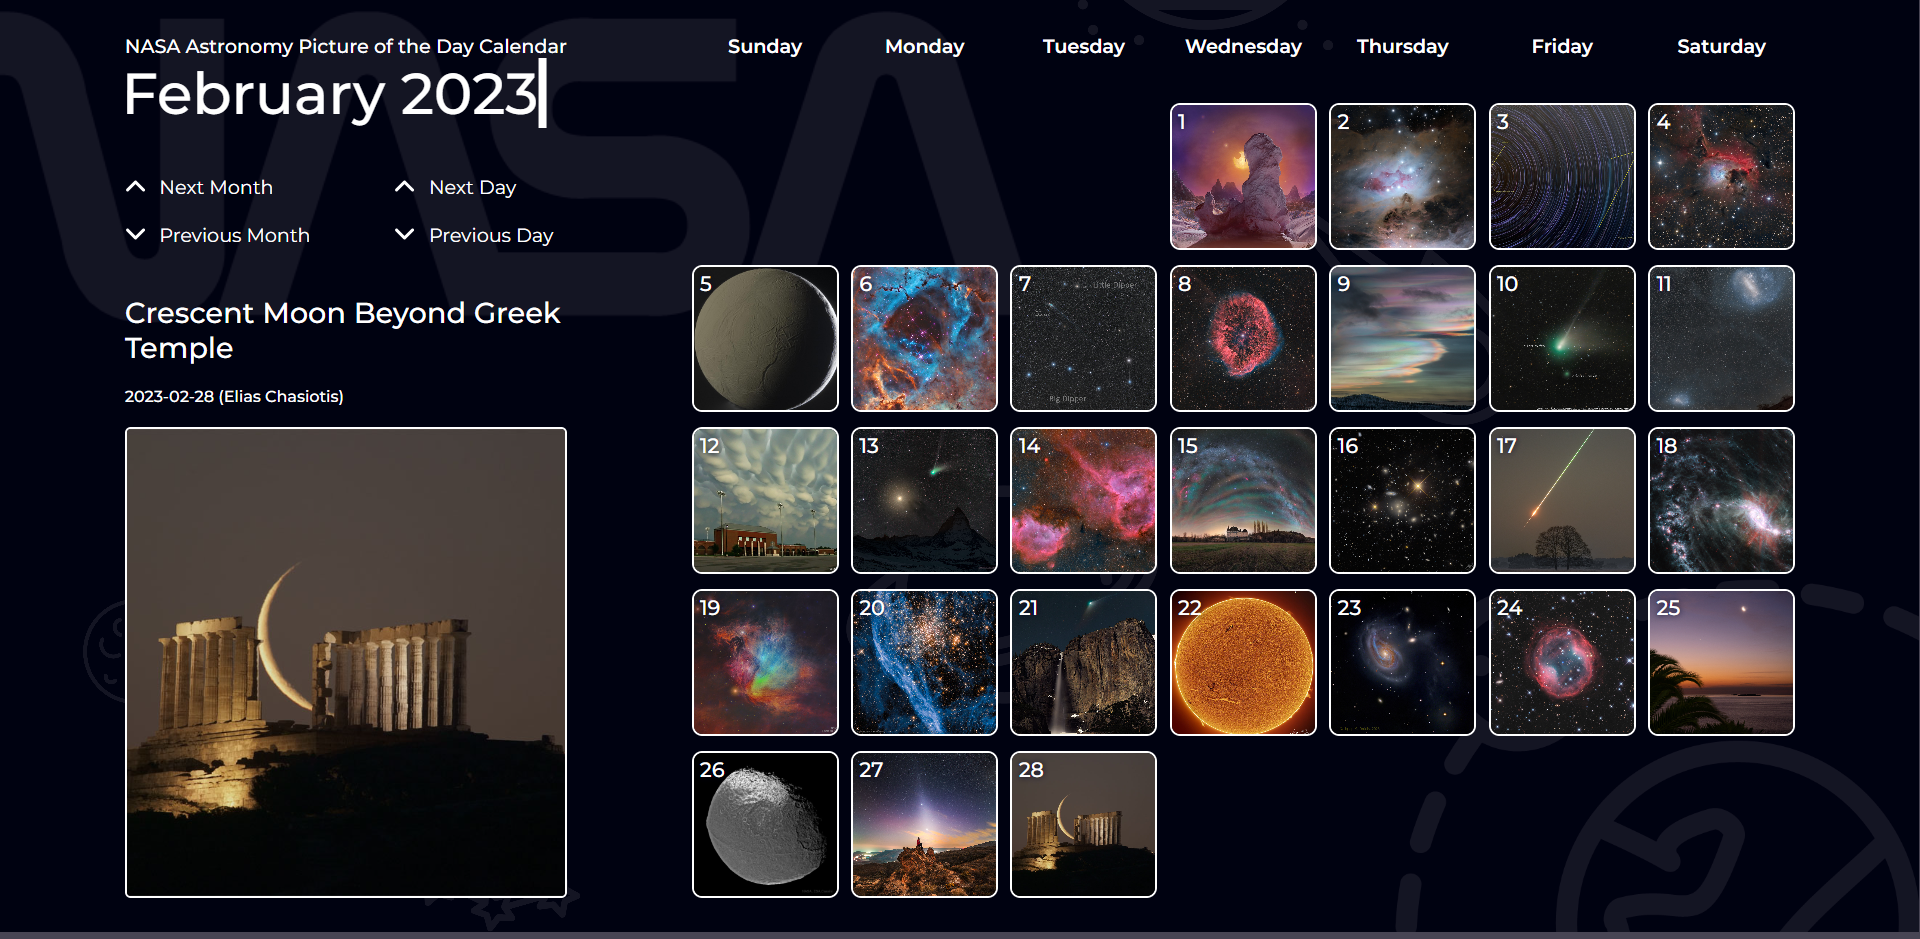 NASA Astronomy Picture of the Day Calendar
February 2023
Next Month
Next Day
Previous Month
Previous Day
Crescent Moon Beyond Greek
Temple
2023-02-28 (Elias Chasiotis)
Sunday Monday Tuesday Wednesday Thursday Friday Saturday
1 2 3 4
5 6 7 8 9 10 11
Little Dipper
Big Dipper
12 13 14 15 16 17 18
19 20 21 22 23 24 25
26 27 28
NASA